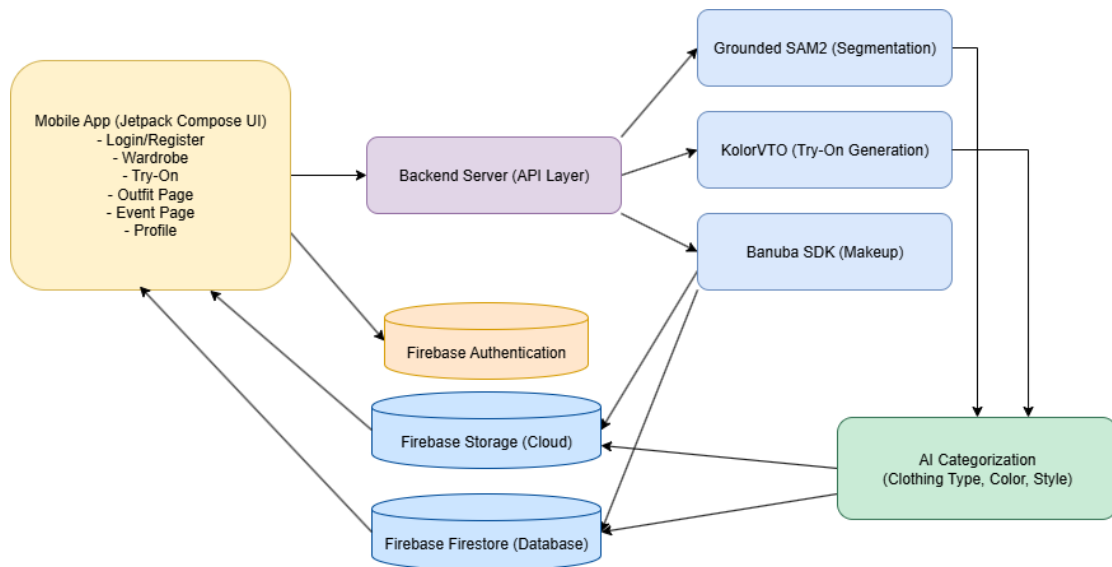 Mobile App (Jetpack Compose UI)
- Login/Register
- Wardrobe
- Try-On
- Outfit Page
- Event Page
- Profile
Backend Server (API Layer)
Grounded SAM2 (Segmentation)
KolorVTO (Try-On Generation)
Banuba SDK (Makeup)
Firebase Authentication
Firebase Storage (Cloud)
Firebase Firestore (Database)
AI Categorization
(Clothing Type, Color, Style)